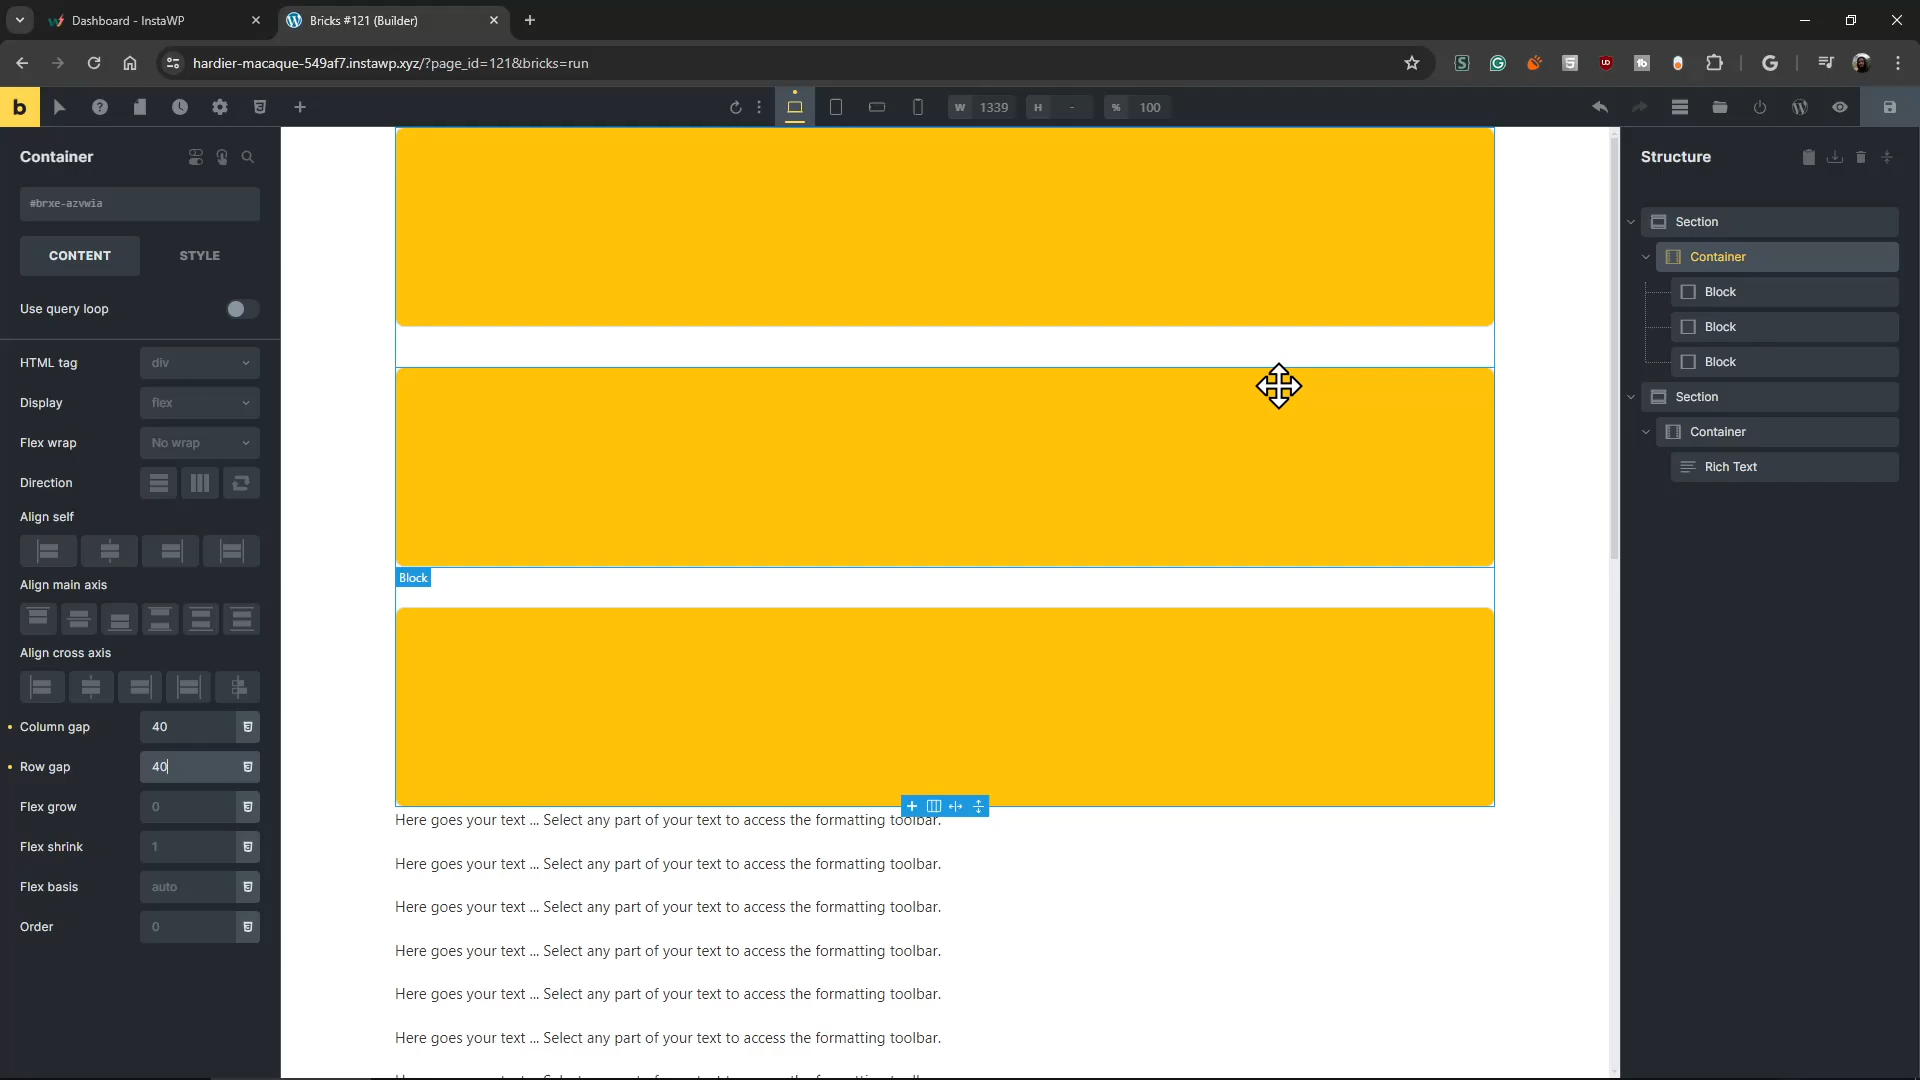 Dashboard - InstaWP
Bricks #121 (Builder)
hardier-macaque-549af7.instawp.xyz/?page_id=121&bricks=run
b
W 1339
H -
% 100
Container
#brxe-azvwia
CONTENT
STYLE
Use query loop
HTML tag
div
Display
flex
Flex wrap
No wrap
Direction
Align self
Align main axis
Align cross axis
Column gap
40
Row gap
40
Flex grow
0
Flex shrink
1
Flex basis
auto
Order
0
Block
Here goes your text ... Select any part of your text to access the formatting toolbar.
Here goes your text ... Select any part of your text to access the formatting toolbar.
Here goes your text ... Select any part of your text to access the formatting toolbar.
Here goes your text ... Select any part of your text to access the formatting toolbar.
Here goes your text ... Select any part of your text to access the formatting toolbar.
Here goes your text ... Select any part of your text to access the formatting toolbar.
Structure
Section
Container
Block
Block
Block
Section
Container
Rich Text